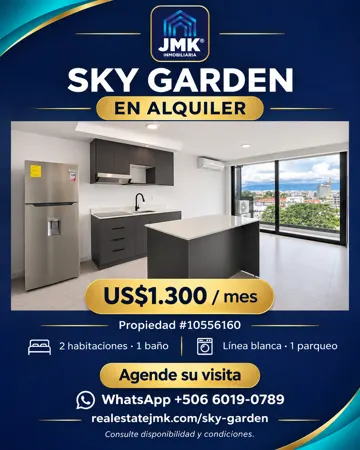 JMK®
INMOBILIARIA
SKY GARDEN
EN ALQUILER
US$1.300 / mes
Propiedad #10556160
2 habitaciones · 1 baño
Línea blanca · 1 parqueo
Agende su visita
WhatsApp +506 6019-0789
realestatejmk.com/sky-garden
Consulte disponibilidad y condiciones.